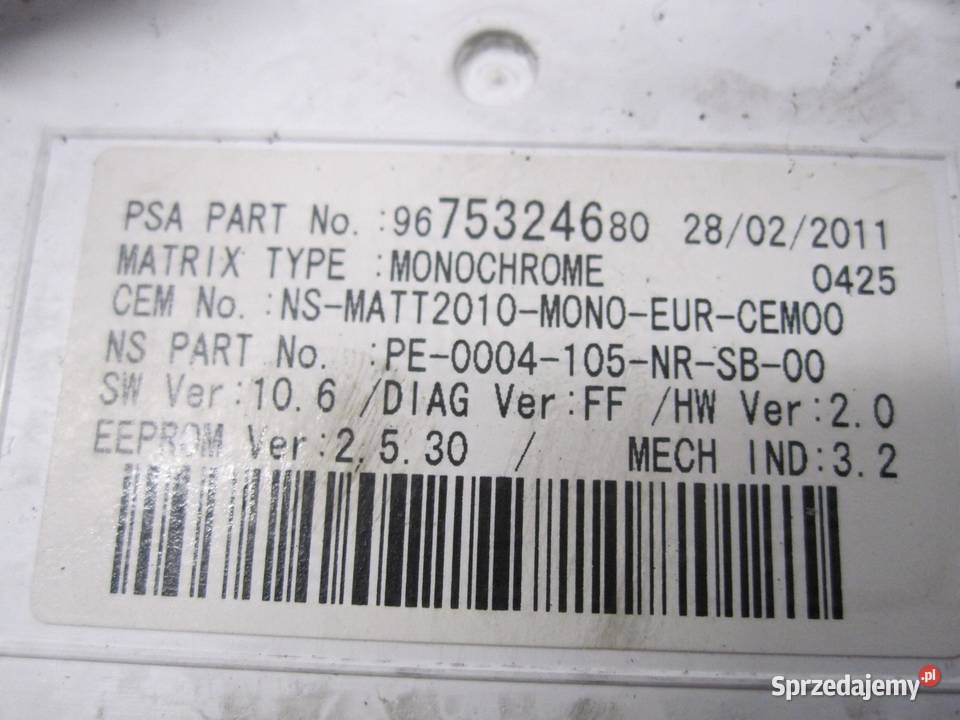 PSA PART No. :9675324680 28/02/2011
MATRIX TYPE :MONOCHROME 0425
CEM No. :NS-MATT2010-MONO-EUR-CEM00
NS PART No. :PE-0004-105-NR-SB-00
SW Ver:10.6 /DIAG Ver:FF /HW Ver:2.0
EEPROM Ver:2.5.30 / MECH IND:3.2
Sprzedajemy.pl